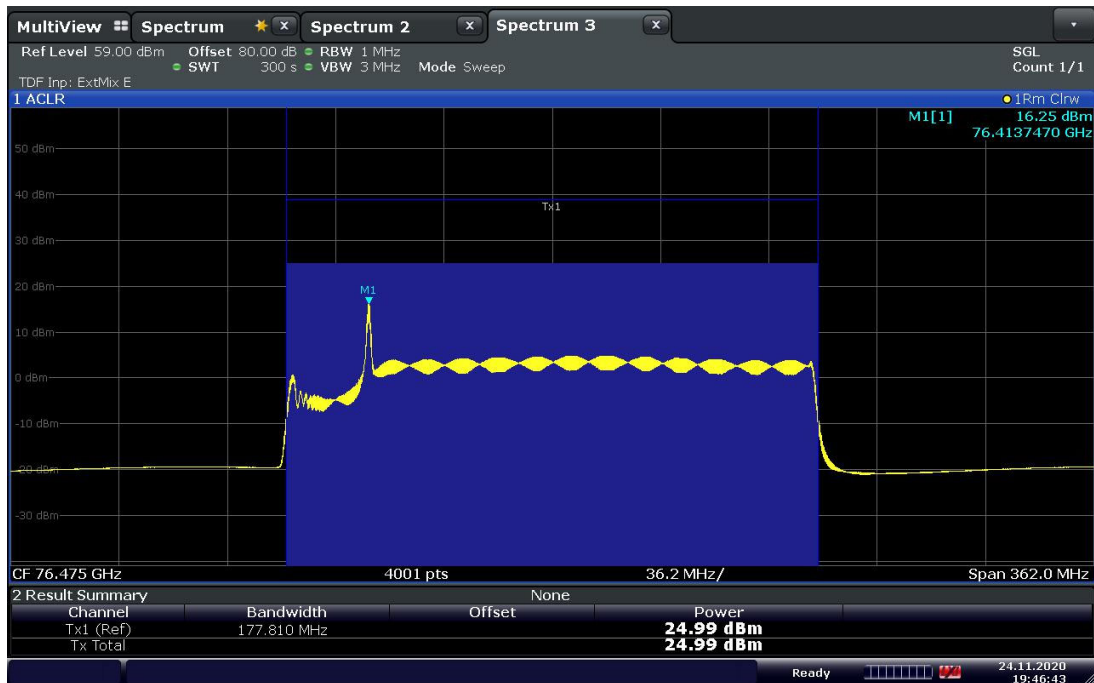 MultiView Spectrum x Spectrum 2 x Spectrum 3 x
Ref Level 59.00 dBm Offset 80.00 dB RBW 1 MHz SGL
SWT 300 s VBW 3 MHz Mode Sweep Count 1/1
TDF Inp: ExtMix E
1 ACLR 1Rm Clrw
M1[1] 16.25 dBm
76.4137470 GHz
50 dBm
40 dBm
Tx1
30 dBm
20 dBm
M1
10 dBm
0 dBm
-10 dBm
-20 dBm
-30 dBm
CF 76.475 GHz 4001 pts 36.2 MHz/ Span 362.0 MHz
2 Result Summary None
Channel Bandwidth Offset Power
Tx1 (Ref) 177.810 MHz 24.99 dBm
Tx Total 24.99 dBm
Ready 24.11.2020
19:46:43